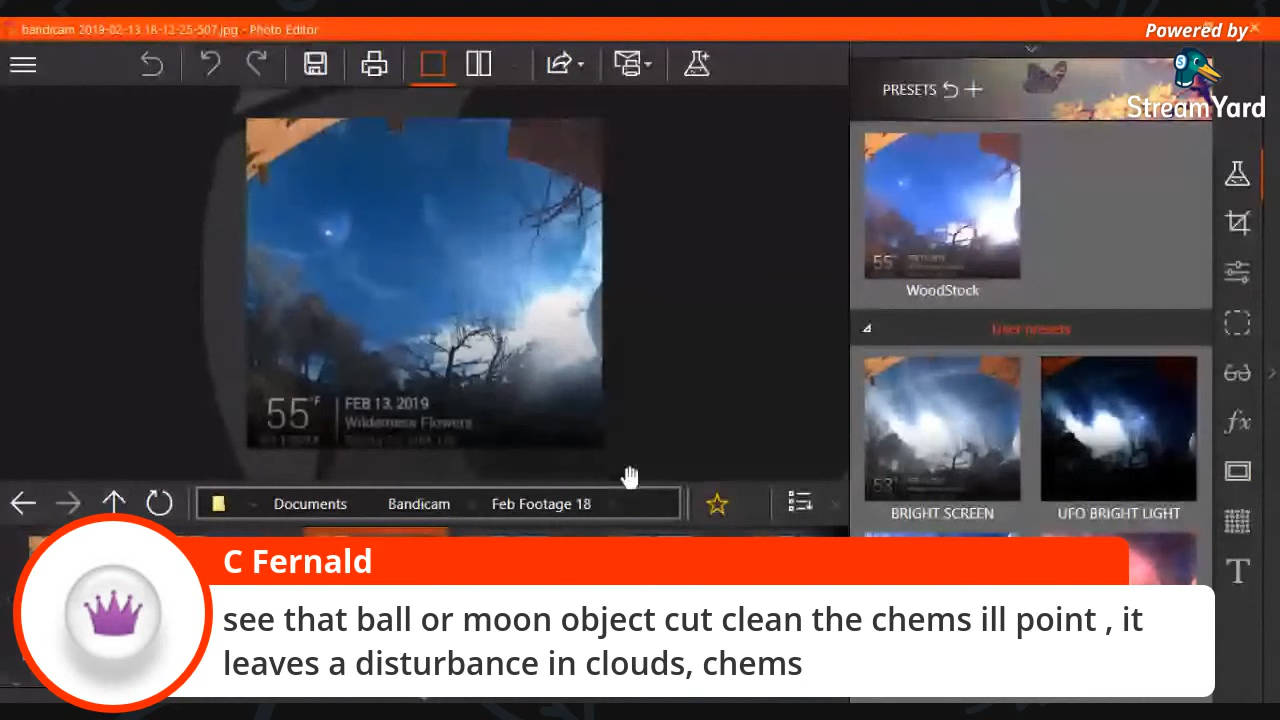 bandicam 2019-02-13 18-12-25-507.jpg - Photo Editor
Powered by
StreamYard
PRESETS
WoodStock
User presets
55°F
FEB 13, 2019
Wilderness Flowers
BRIGHT SCREEN
UFO BRIGHT LIGHT
Documents
Bandicam
Feb Footage 18
fx
T
C Fernald
see that ball or moon object cut clean the chems ill point , it
leaves a disturbance in clouds, chems